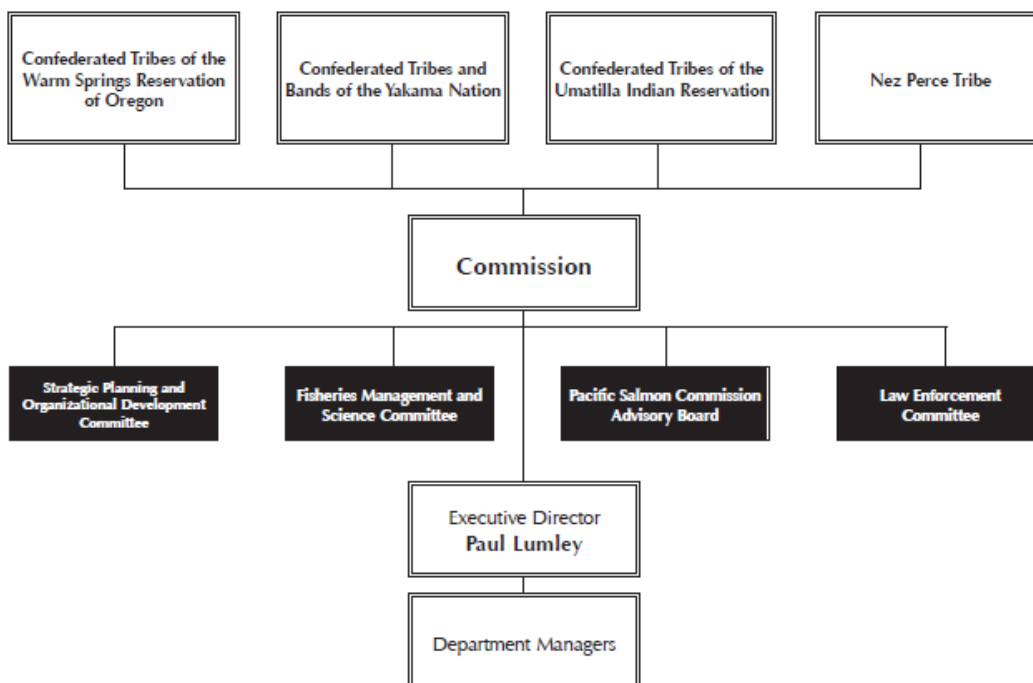 Confederated Tribes of the
Warm Springs Reservation
of Oregon
Confederated Tribes and
Bands of the Yakama Nation
Confederated Tribes of the
Umatilla Indian Reservation
Nez Perce Tribe
Commission
Strategic Planning and
Organizational Development
Committee
Fisheries Management and
Science Committee
Pacific Salmon Commission
Advisory Board
Law Enforcement
Committee
Executive Director
Paul Lumley
Department Managers